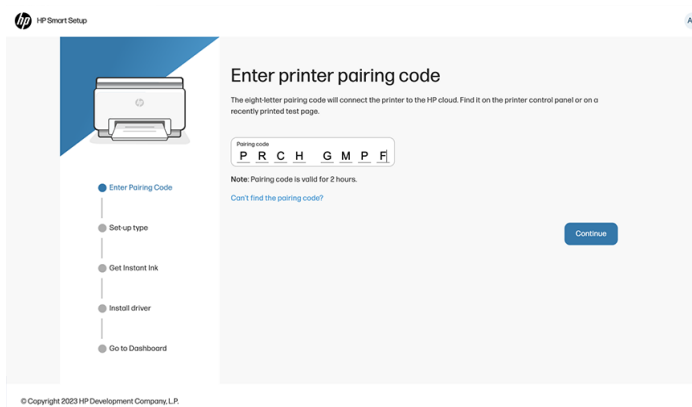 hp HP Smart Setup
A
Enter printer pairing code
The eight-letter pairing code will connect the printer to the HP cloud. Find it on the printer control panel or on a
recently printed test page.
Pairing code
P R C H G M P F
Note: Pairing code is valid for 2 hours.
Can't find the pairing code?
Continue
Enter Pairing Code
Set-up type
Get Instant Ink
Install driver
Go to Dashboard
© Copyright 2023 HP Development Company, L.P.